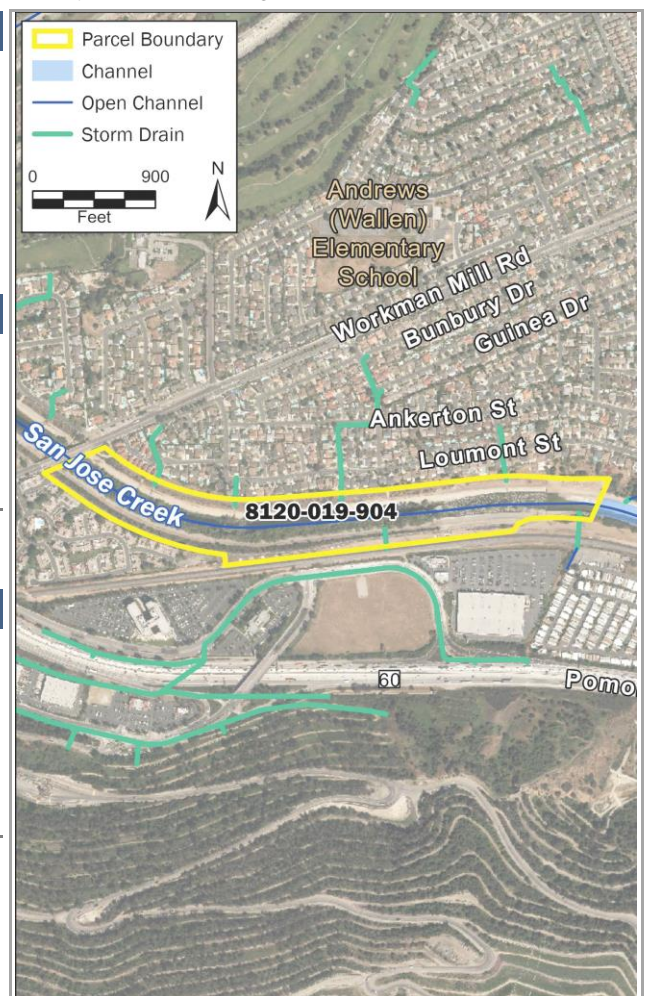 Parcel Boundary
Channel
Open Channel
Storm Drain
0 900
Feet
N
Andrews
(Wallen)
Elementary
School
Workman Mill Rd
Bunbury Dr
Guinea Dr
Ankerton St
Loumont St
San Jose Creek
8120-019-904
60
Pomo